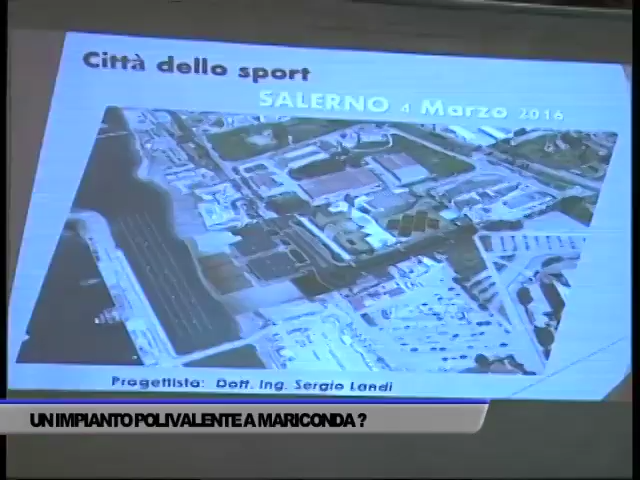 Città dello sport
SALERNO 4 Marzo 2016
Progettista: Dott. Ing. Sergio Landi
UN IMPIANTO POLIVALENTE A MARICONDA ?